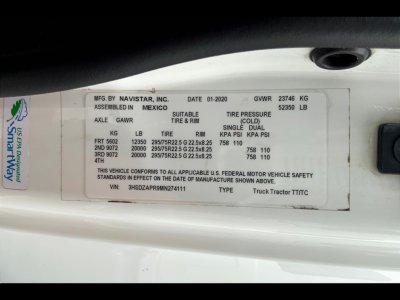 MFG. BY NAVISTAR, INC. DATE 01-2020 GVWR 23746 KG
ASSEMBLED IN MEXICO 52350 LB
SUITABLE TIRE PRESSURE
AXLE GAWR TIRE & RIM (COLD)
SINGLE DUAL
KG LB TIRE RIM KPA PSI KPA PSI
FRT 5602 12350 295/75R22.5 G 22.5x8.25 758 110
2ND 9072 20000 295/75R22.5 G 22.5x8.25 758 110
3RD 9072 20000 295/75R22.5 G 22.5x8.25 758 110
4TH
THIS VEHICLE CONFORMS TO ALL APPLICABLE U.S. FEDERAL MOTOR VEHICLE SAFETY
STANDARDS IN EFFECT ON THE DATE OF MANUFACTURE SHOWN ABOVE.
VIN: 3HSDZAPR9MN274111 TYPE Truck Tractor TT/TC
US EPA Designated
SmartWay